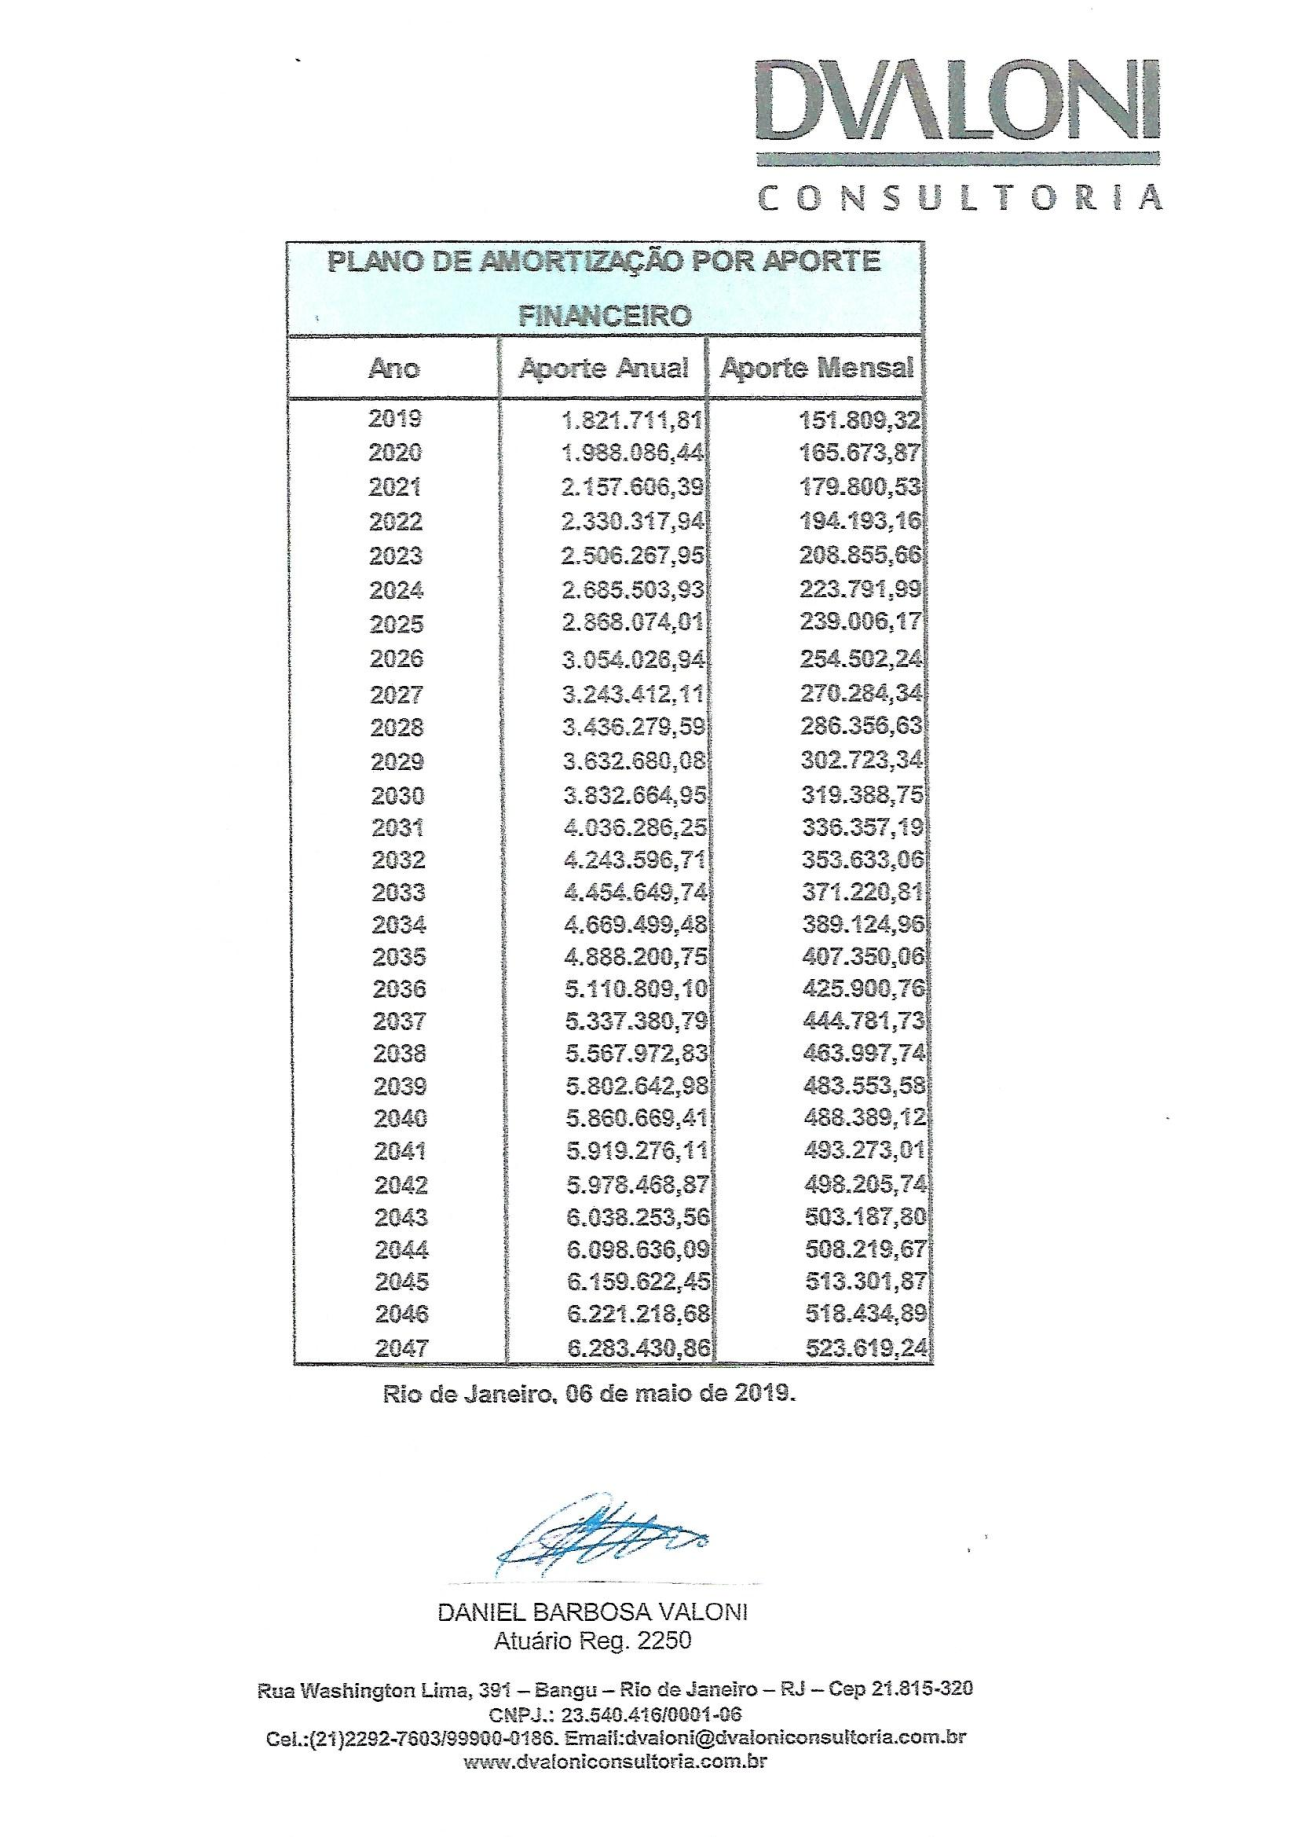 DVALONI
CONSULTORIA
PLANO DE AMORTIZAÇÃO POR APORTE
FINANCEIRO
Ano Aporte Anual Aporte Mensal
2019 1.821.711,81 151.809,32
2020 1.988.086,44 165.673,87
2021 2.157.606,39 179.800,53
2022 2.330.317,94 194.193,16
2023 2.506.267,95 208.855,66
2024 2.685.503,93 223.791,99
2025 2.868.074,01 239.006,17
2026 3.054.026,94 254.502,24
2027 3.243.412,11 270.284,34
2028 3.436.279,59 286.356,63
2029 3.632.680,08 302.723,34
2030 3.832.664,95 319.388,75
2031 4.036.286,25 336.357,19
2032 4.243.596,71 353.633,06
2033 4.454.649,74 371.220,81
2034 4.669.499,48 389.124,96
2035 4.888.200,75 407.350,06
2036 5.110.809,10 425.900,76
2037 5.337.380,79 444.781,73
2038 5.567.972,83 463.997,74
2039 5.802.642,98 483.553,58
2040 5.860.669,41 488.389,12
2041 5.919.276,11 493.273,01
2042 5.978.468,87 498.205,74
2043 6.038.253,56 503.187,80
2044 6.098.636,09 508.219,67
2045 6.159.622,45 513.301,87
2046 6.221.218,68 518.434,89
2047 6.283.430,86 523.619,24
Rio de Janeiro, 06 de maio de 2019.
DANIEL BARBOSA VALONI
Atuário Reg. 2250
Rua Washington Lima, 391 – Bangu – Rio de Janeiro – RJ – Cep 21.815-320
CNPJ.: 23.540.416/0001-06
Cel.:(21)2292-7603/99900-0186. Email:dvaloni@dvaloniconsultoria.com.br
www.dvaloniconsultoria.com.br